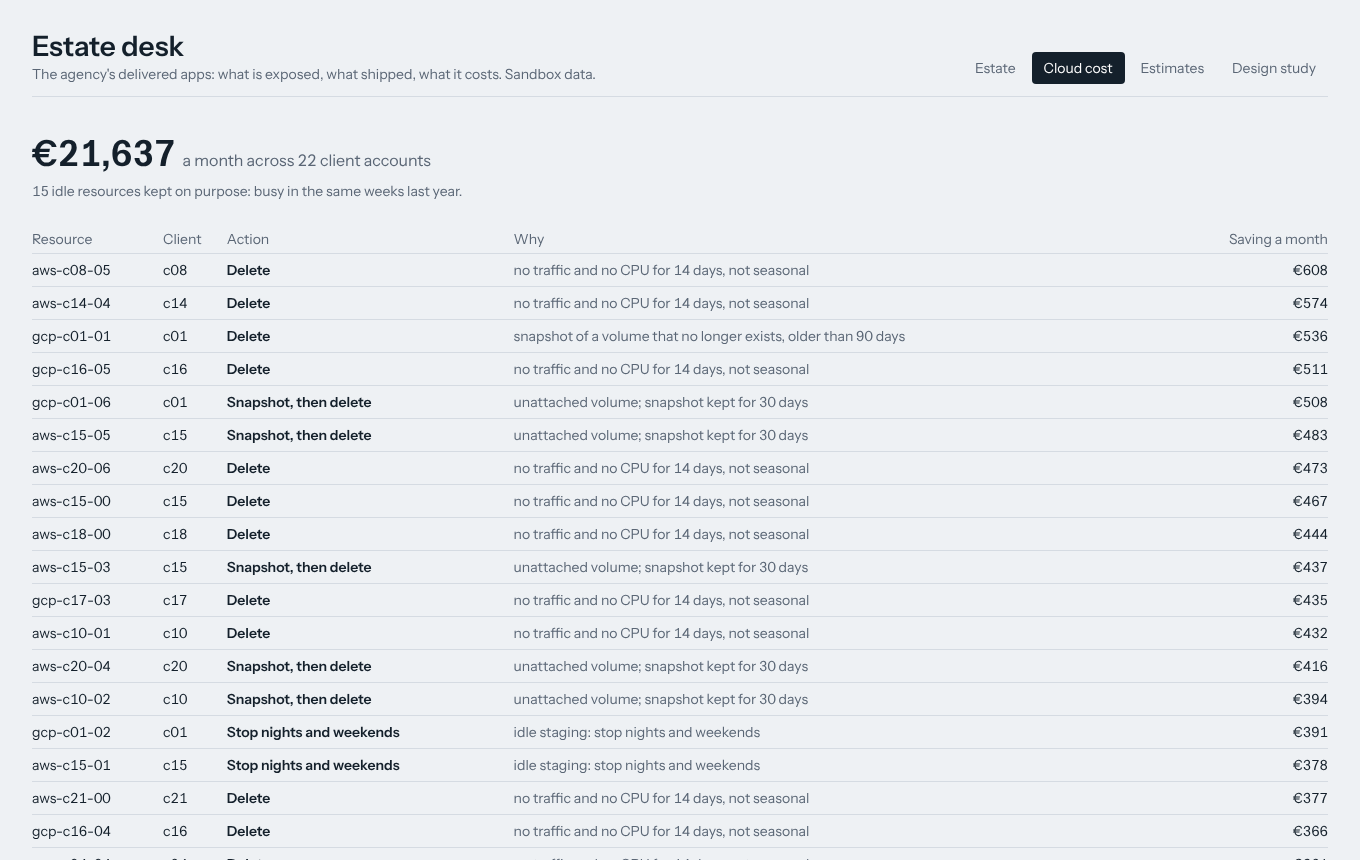 Estate desk
The agency's delivered apps: what is exposed, what shipped, what it costs. Sandbox data.
Estate Cloud cost Estimates Design study
€21,637 a month across 22 client accounts
15 idle resources kept on purpose: busy in the same weeks last year.
Resource Client Action Why Saving a month
aws-c08-05 c08 Delete no traffic and no CPU for 14 days, not seasonal €608
aws-c14-04 c14 Delete no traffic and no CPU for 14 days, not seasonal €574
gcp-c01-01 c01 Delete snapshot of a volume that no longer exists, older than 90 days €536
gcp-c16-05 c16 Delete no traffic and no CPU for 14 days, not seasonal €511
gcp-c01-06 c01 Snapshot, then delete unattached volume; snapshot kept for 30 days €508
aws-c15-05 c15 Snapshot, then delete unattached volume; snapshot kept for 30 days €483
aws-c20-06 c20 Delete no traffic and no CPU for 14 days, not seasonal €473
aws-c15-00 c15 Delete no traffic and no CPU for 14 days, not seasonal €467
aws-c18-00 c18 Delete no traffic and no CPU for 14 days, not seasonal €444
aws-c15-03 c15 Snapshot, then delete unattached volume; snapshot kept for 30 days €437
gcp-c17-03 c17 Delete no traffic and no CPU for 14 days, not seasonal €435
aws-c10-01 c10 Delete no traffic and no CPU for 14 days, not seasonal €432
aws-c20-04 c20 Snapshot, then delete unattached volume; snapshot kept for 30 days €416
aws-c10-02 c10 Snapshot, then delete unattached volume; snapshot kept for 30 days €394
gcp-c01-02 c01 Stop nights and weekends idle staging: stop nights and weekends €391
aws-c15-01 c15 Stop nights and weekends idle staging: stop nights and weekends €378
aws-c21-00 c21 Delete no traffic and no CPU for 14 days, not seasonal €377
gcp-c16-04 c16 Delete no traffic and no CPU for 14 days, not seasonal €366